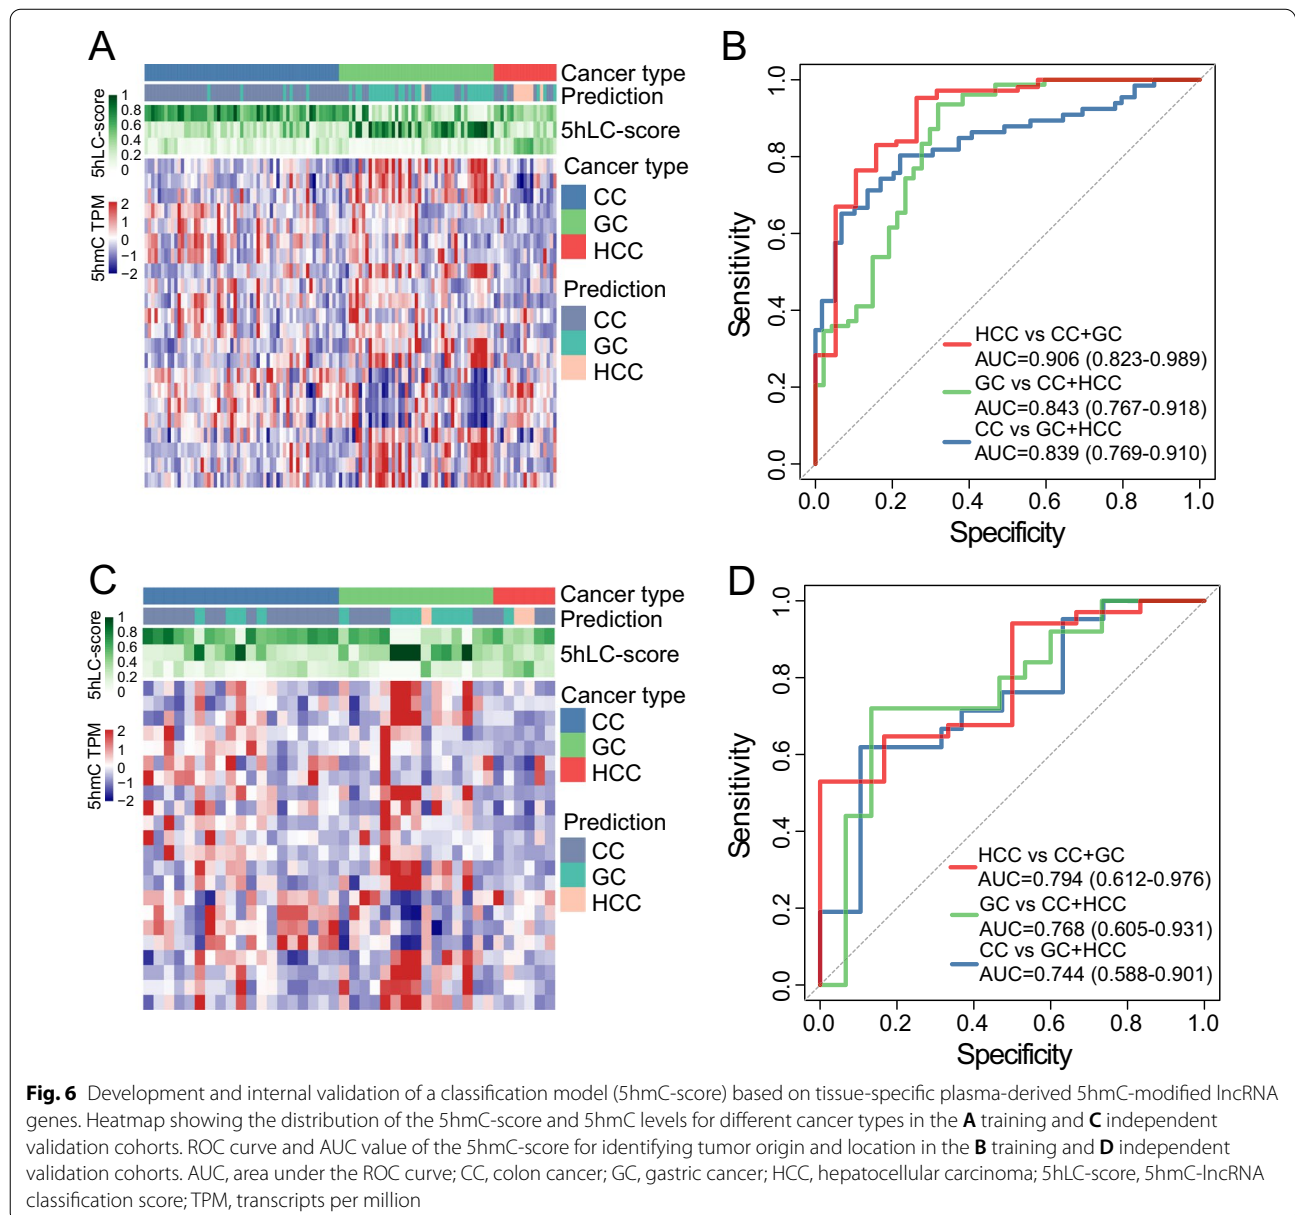 A
Cancer type
Prediction
5hLC-score
1
0.8
0.6
0.4
0.2
0
5hLC-score
5hmC TPM
2
1
0
−1
−2
Cancer type
CC
GC
HCC
Prediction
CC
GC
HCC
B
Sensitivity
1.0
0.8
0.6
0.4
0.2
0.0
HCC vs CC+GC
AUC=0.906 (0.823-0.989)
GC vs CC+HCC
AUC=0.843 (0.767-0.918)
CC vs GC+HCC
AUC=0.839 (0.769-0.910)
0.0 0.2 0.4 0.6 0.8 1.0
Specificity
C
Cancer type
Prediction
5hLC-score
1
0.8
0.6
0.4
0.2
0
5hLC-score
5hmC TPM
2
1
0
−1
−2
Cancer type
CC
GC
HCC
Prediction
CC
GC
HCC
D
Sensitivity
1.0
0.8
0.6
0.4
0.2
0.0
HCC vs CC+GC
AUC=0.794 (0.612-0.976)
GC vs CC+HCC
AUC=0.768 (0.605-0.931)
CC vs GC+HCC
AUC=0.744 (0.588-0.901)
0.0 0.2 0.4 0.6 0.8 1.0
Specificity
Fig. 6 Development and internal validation of a classification model (5hmC-score) based on tissue-specific plasma-derived 5hmC-modified lncRNA
genes. Heatmap showing the distribution of the 5hmC-score and 5hmC levels for different cancer types in the A training and C independent
validation cohorts. ROC curve and AUC value of the 5hmC-score for identifying tumor origin and location in the B training and D independent
validation cohorts. AUC, area under the ROC curve; CC, colon cancer; GC, gastric cancer; HCC, hepatocellular carcinoma; 5hLC-score, 5hmC-lncRNA
classification score; TPM, transcripts per million